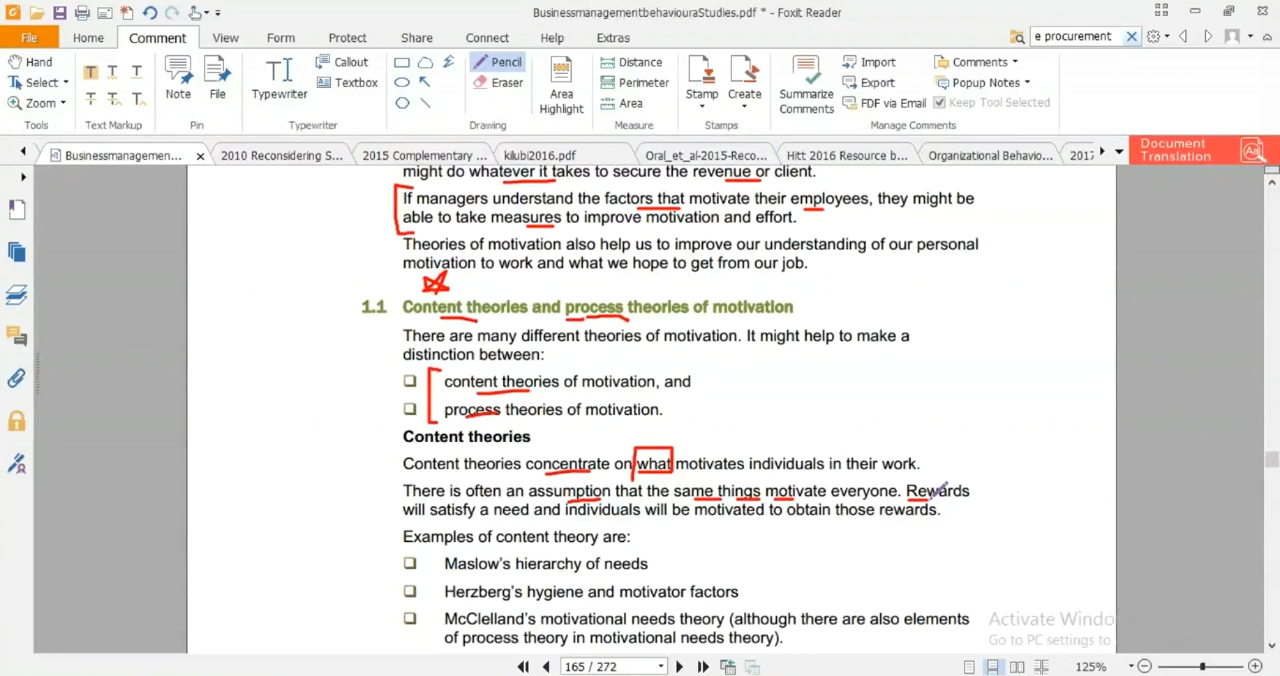 BusinessmanagementbehaviouraStudies.pdf * - Foxit Reader
File Home Comment View Form Protect Share Connect Help Extras e procurement
Hand
Select
Zoom
Tools
Text Markup
Note
File
Pin
Typewriter
Callout
Textbox
Typewriter
Pencil
Eraser
Drawing
Area
Highlight
Distance
Perimeter
Area
Measure
Stamp
Create
Stamps
Summarize
Comments
Import
Export
FDF via Email
Comments
Popup Notes
Keep Tool Selected
Manage Comments
Businessmanagemen... 2010 Reconsidering S... 2015 Complementary ... kilubi2016.pdf Oral_et_al-2015-Reco... Hitt 2016 Resource b... Organizational Behavio... 2017
Document
Translation
might do whatever it takes to secure the revenue or client.
If managers understand the factors that motivate their employees, they might be
able to take measures to improve motivation and effort.
Theories of motivation also help us to improve our understanding of our personal
motivation to work and what we hope to get from our job.
1.1 Content theories and process theories of motivation
There are many different theories of motivation. It might help to make a
distinction between:
content theories of motivation, and
process theories of motivation.
Content theories
Content theories concentrate on what motivates individuals in their work.
There is often an assumption that the same things motivate everyone. Rewards
will satisfy a need and individuals will be motivated to obtain those rewards.
Examples of content theory are:
Maslow's hierarchy of needs
Herzberg's hygiene and motivator factors
McClelland's motivational needs theory (although there are also elements
of process theory in motivational needs theory).
Activate Windo
Go to PC settings to
165 / 272
125%